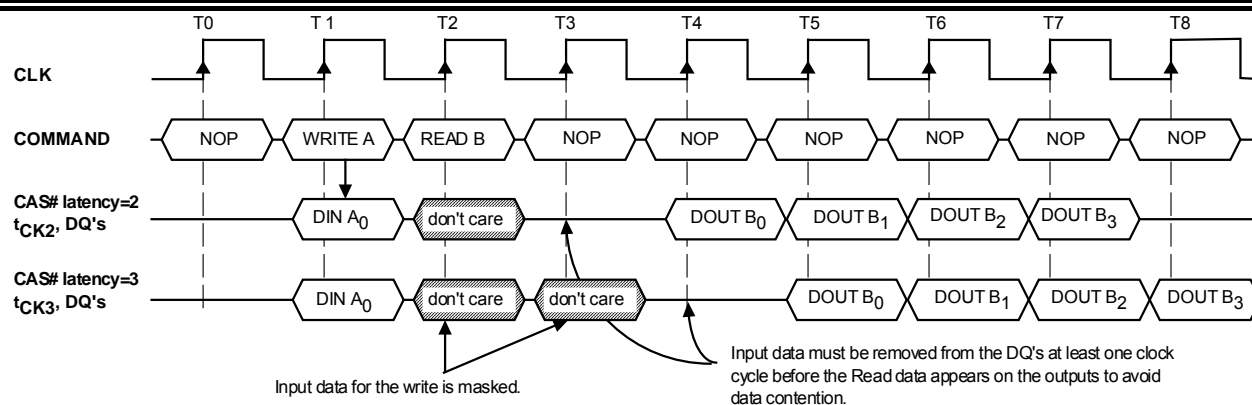 T0 T 1 T2 T3 T4 T5 T6 T7 T8
CLK
COMMAND NOP WRITE A READ B NOP NOP NOP NOP NOP NOP
CAS# latency=2
tCK2, DQ's DIN A0 don't care DOUT B0 DOUT B1 DOUT B2 DOUT B3
CAS# latency=3
tCK3, DQ's DIN A0 don't care don't care DOUT B0 DOUT B1 DOUT B2 DOUT B3
Input data for the write is masked.
Input data must be removed from the DQ's at least one clock
cycle before the Read data appears on the outputs to avoid
data contention.